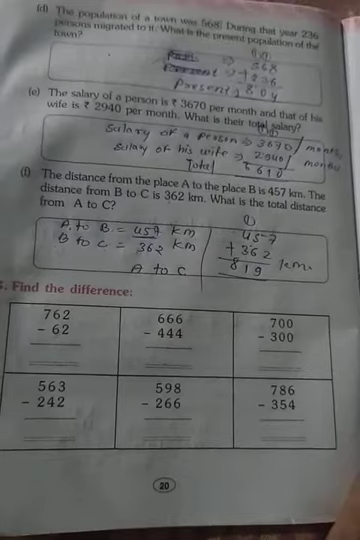 (d) The population of a town was 568. During that year 236
persons migrated to it. What is the present population of the
town?
568
+ 236
Present 804
(e) The salary of a person is ₹ 3670 per month and that of his
wife is ₹ 2940 per month. What is their total salary?
Salary of a person ⇒ 3670/ month
Salary of his wife ⇒ 2940/ month
Total 6610
(f) The distance from the place A to the place B is 457 km. The
distance from B to C is 362 km. What is the total distance
from A to C?
A to B = 457 km
B to C = 362 km
A to C
1
457
+ 362
819 km.
Find the difference:
762 666 700
- 62 - 444 - 300
563 598 786
- 242 - 266 - 354
20